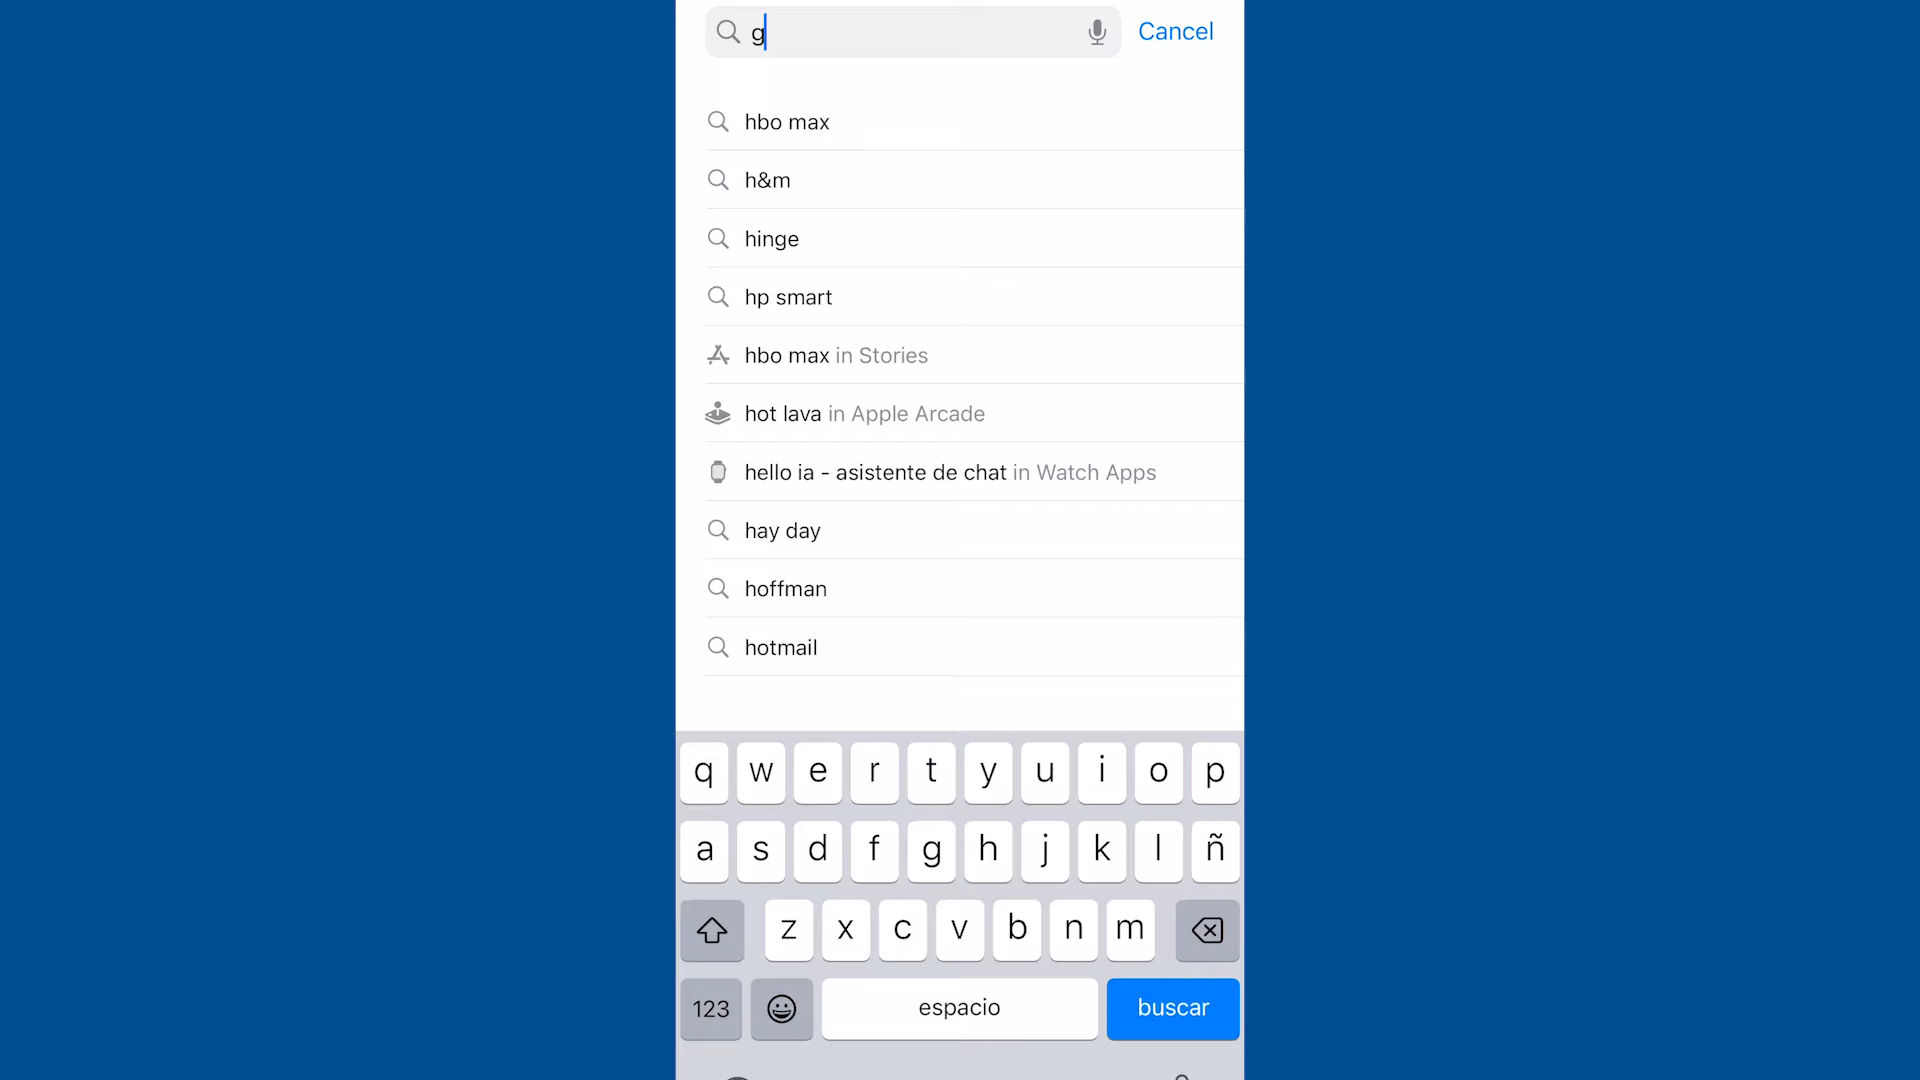 g
Cancel
hbo max
h&m
hinge
hp smart
hbo max in Stories
hot lava in Apple Arcade
hello ia - asistente de chat in Watch Apps
hay day
hoffman
hotmail
q w e r t y u i o p
a s d f g h j k l ñ
z x c v b n m
123 espacio buscar